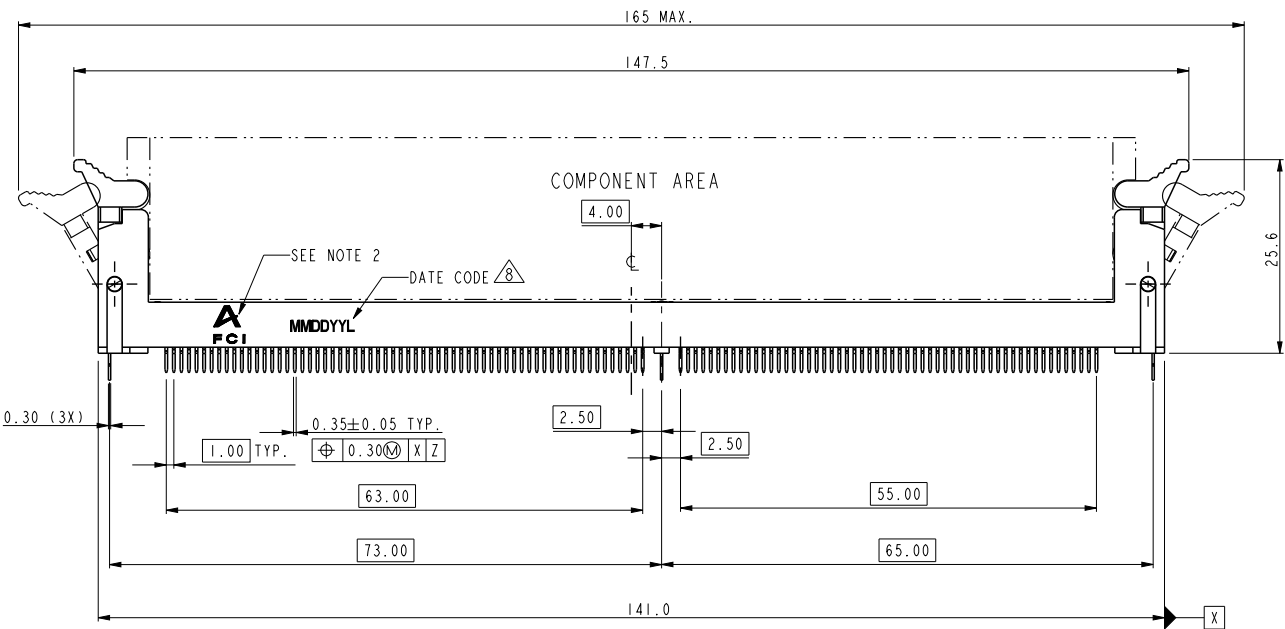 165 MAX.
147.5
COMPONENT AREA
4.00
℄
25.6
SEE NOTE 2
DATE CODE 8
FCI
MMDDYYL
0.30 (3X)
0.35±0.05 TYP.
2.50
1.00 TYP.
⌖ 0.30Ⓜ X Z
2.50
63.00
55.00
73.00
65.00
141.0
X